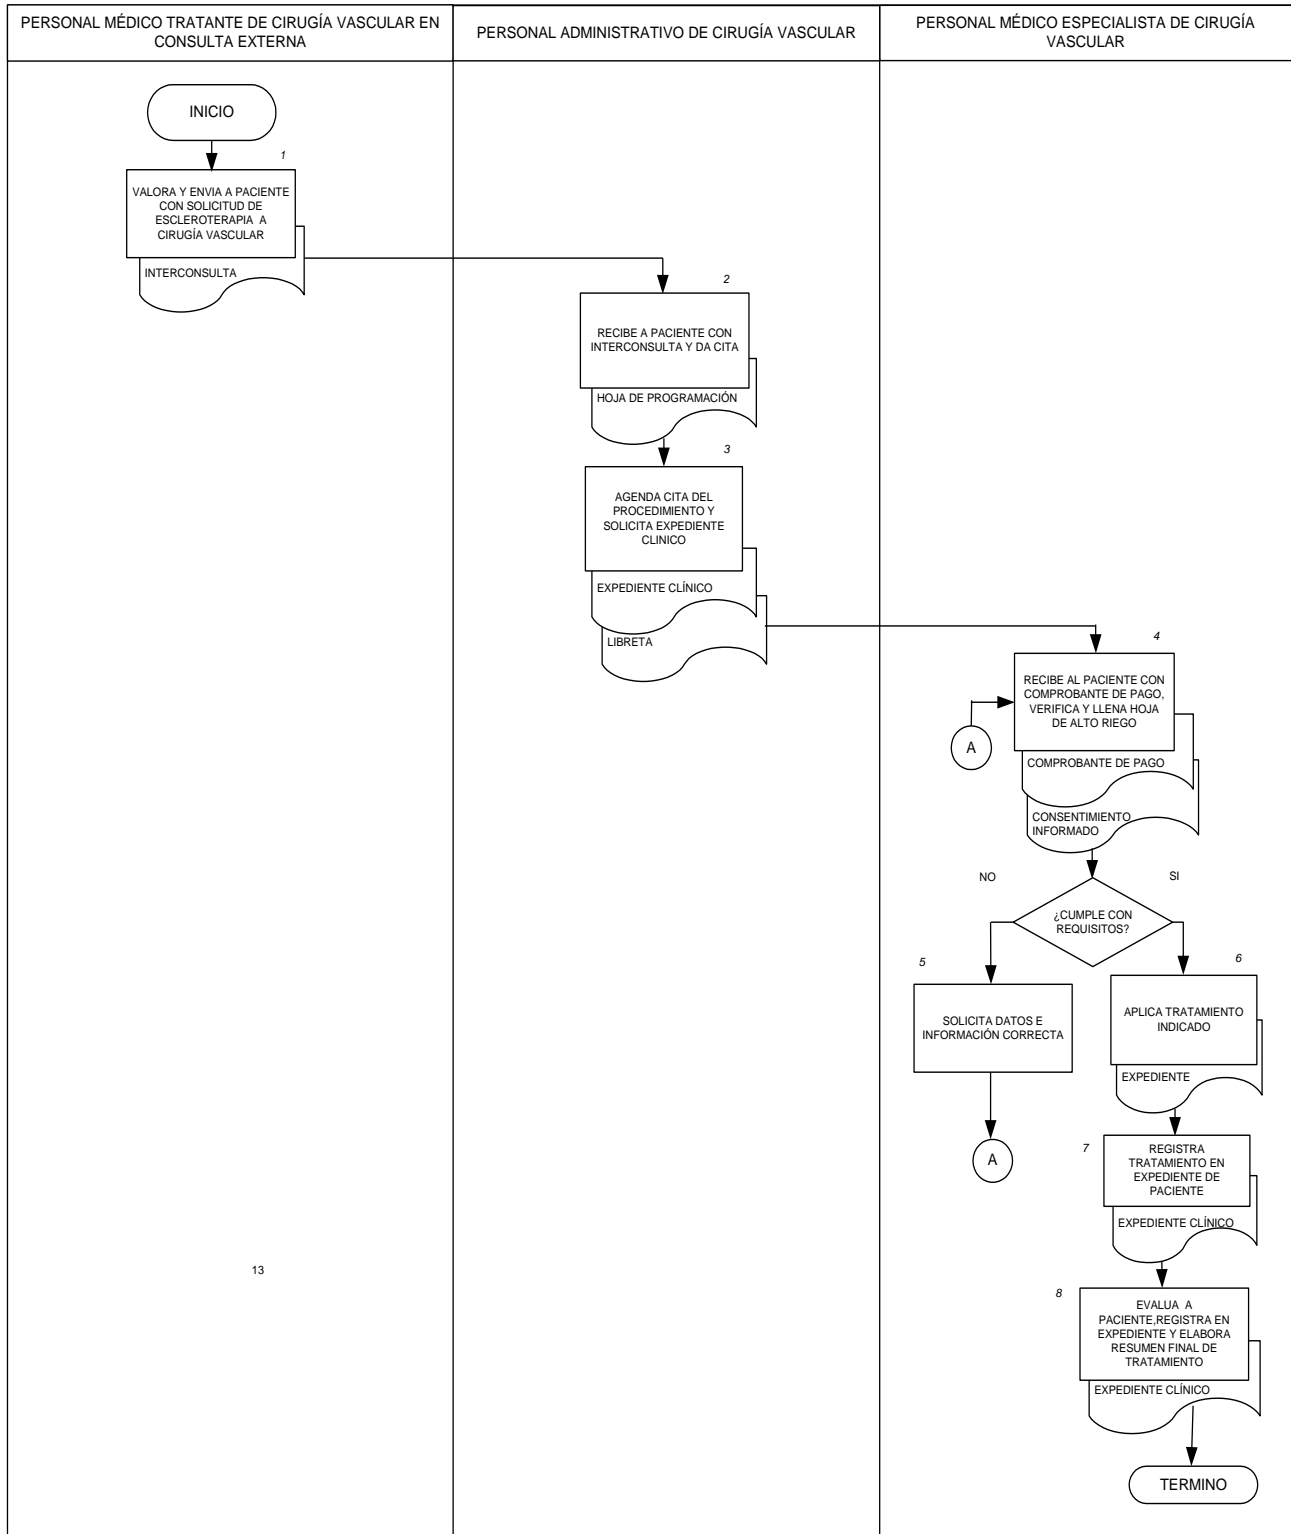 PERSONAL MÉDICO TRATANTE DE CIRUGÍA VASCULAR EN
CONSULTA EXTERNA
PERSONAL ADMINISTRATIVO DE CIRUGÍA VASCULAR
PERSONAL MÉDICO ESPECIALISTA DE CIRUGÍA
VASCULAR
INICIO
1
VALORA Y ENVIA A PACIENTE
CON SOLICITUD DE
ESCLEROTERAPIA A
CIRUGÍA VASCULAR
INTERCONSULTA
2
RECIBE A PACIENTE CON
INTERCONSULTA Y DA CITA
HOJA DE PROGRAMACIÓN
3
AGENDA CITA DEL
PROCEDIMIENTO Y
SOLICITA EXPEDIENTE
CLINICO
EXPEDIENTE CLÍNICO
LIBRETA
4
RECIBE AL PACIENTE CON
COMPROBANTE DE PAGO,
VERIFICA Y LLENA HOJA
DE ALTO RIEGO
A
COMPROBANTE DE PAGO
CONSENTIMIENTO
INFORMADO
NO
SI
¿CUMPLE CON
REQUISITOS?
5
SOLICITA DATOS E
INFORMACIÓN CORRECTA
A
6
APLICA TRATAMIENTO
INDICADO
EXPEDIENTE
7
REGISTRA
TRATAMIENTO EN
EXPEDIENTE DE
PACIENTE
EXPEDIENTE CLÍNICO
13
8
EVALUA A
PACIENTE,REGISTRA EN
EXPEDIENTE Y ELABORA
RESUMEN FINAL DE
TRATAMIENTO
EXPEDIENTE CLÍNICO
TERMINO